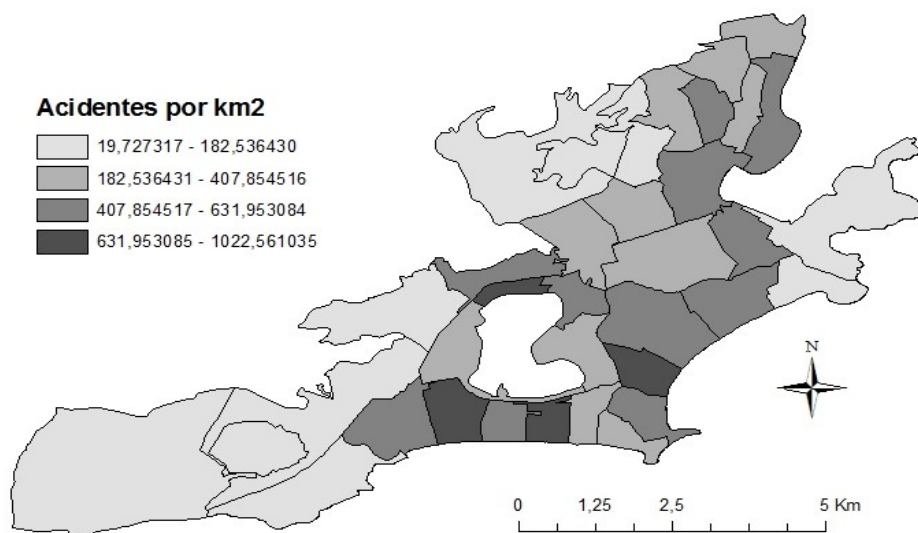 Acidentes por km2
19,727317 - 182,536430
182,536431 - 407,854516
407,854517 - 631,953084
631,953085 - 1022,561035
N
0 1,25 2,5 5 Km